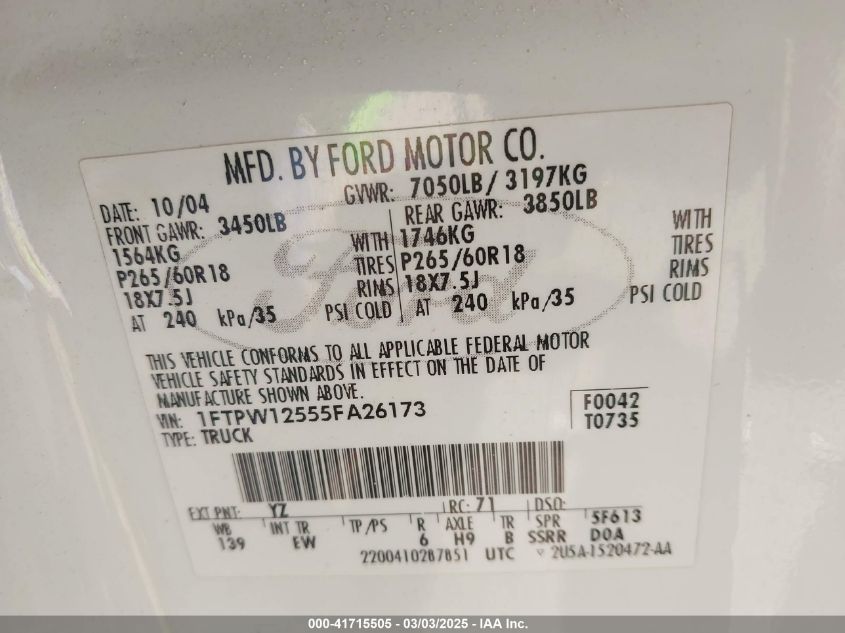 MFD. BY FORD MOTOR CO.
DATE: 10/04 GVWR: 7050LB / 3197KG
FRONT GAWR: 3450LB REAR GAWR: 3850LB
1564KG WITH 1746KG WITH
P265/60R18 TIRES P265/60R18 TIRES
18X7.5J RIMS 18X7.5J RIMS
AT 240 kPa/35 PSI COLD AT 240 kPa/35 PSI COLD
Ford
THIS VEHICLE CONFORMS TO ALL APPLICABLE FEDERAL MOTOR
VEHICLE SAFETY STANDARDS IN EFFECT ON THE DATE OF
MANUFACTURE SHOWN ABOVE.
VIN: 1FTPW12555FA26173 F0042
TYPE: TRUCK T0735
EXT PNT: YZ RC: 71 DSO:
WB INT TR TP/PS R AXLE TR SPR 5F613
139 EW 6 H9 B SSRR DOA
2200410287851 UTC 2U5A-1520472-AA
000-41715505 - 03/03/2025 - IAA Inc.